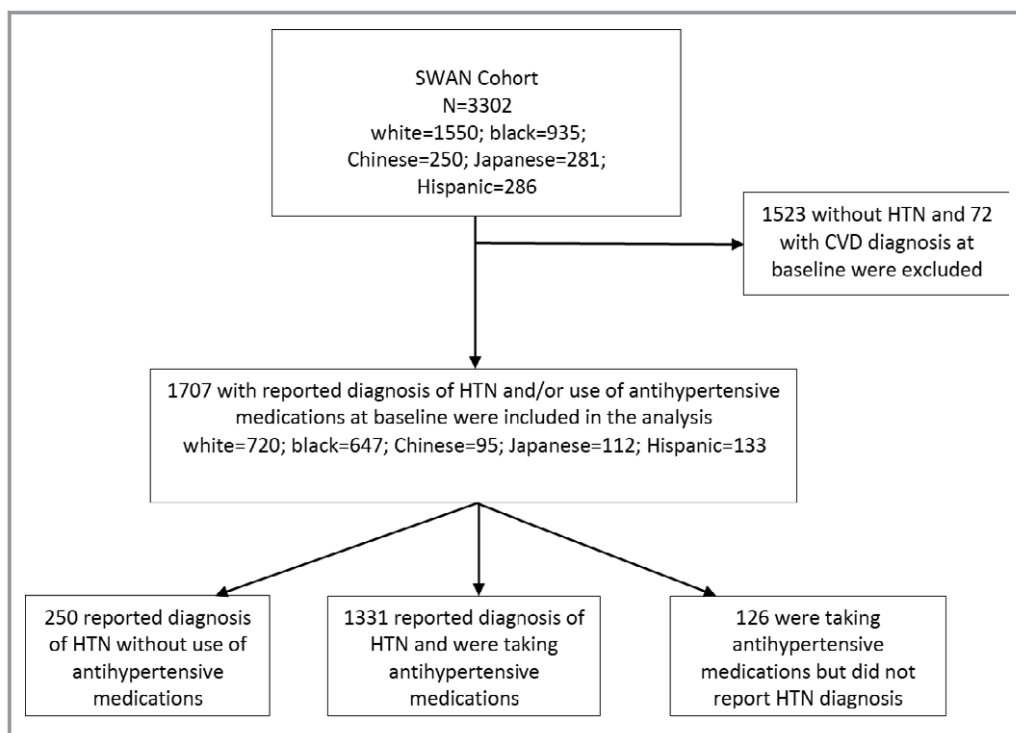 SWAN Cohort
N=3302
white=1550; black=935;
Chinese=250; Japanese=281;
Hispanic=286
1523 without HTN and 72
with CVD diagnosis at
baseline were excluded
1707 with reported diagnosis of HTN and/or use of antihypertensive
medications at baseline were included in the analysis
white=720; black=647; Chinese=95; Japanese=112; Hispanic=133
250 reported diagnosis
of HTN without use of
antihypertensive
medications
1331 reported diagnosis of
HTN and were taking
antihypertensive
medications
126 were taking
antihypertensive
medications but did not
report HTN diagnosis